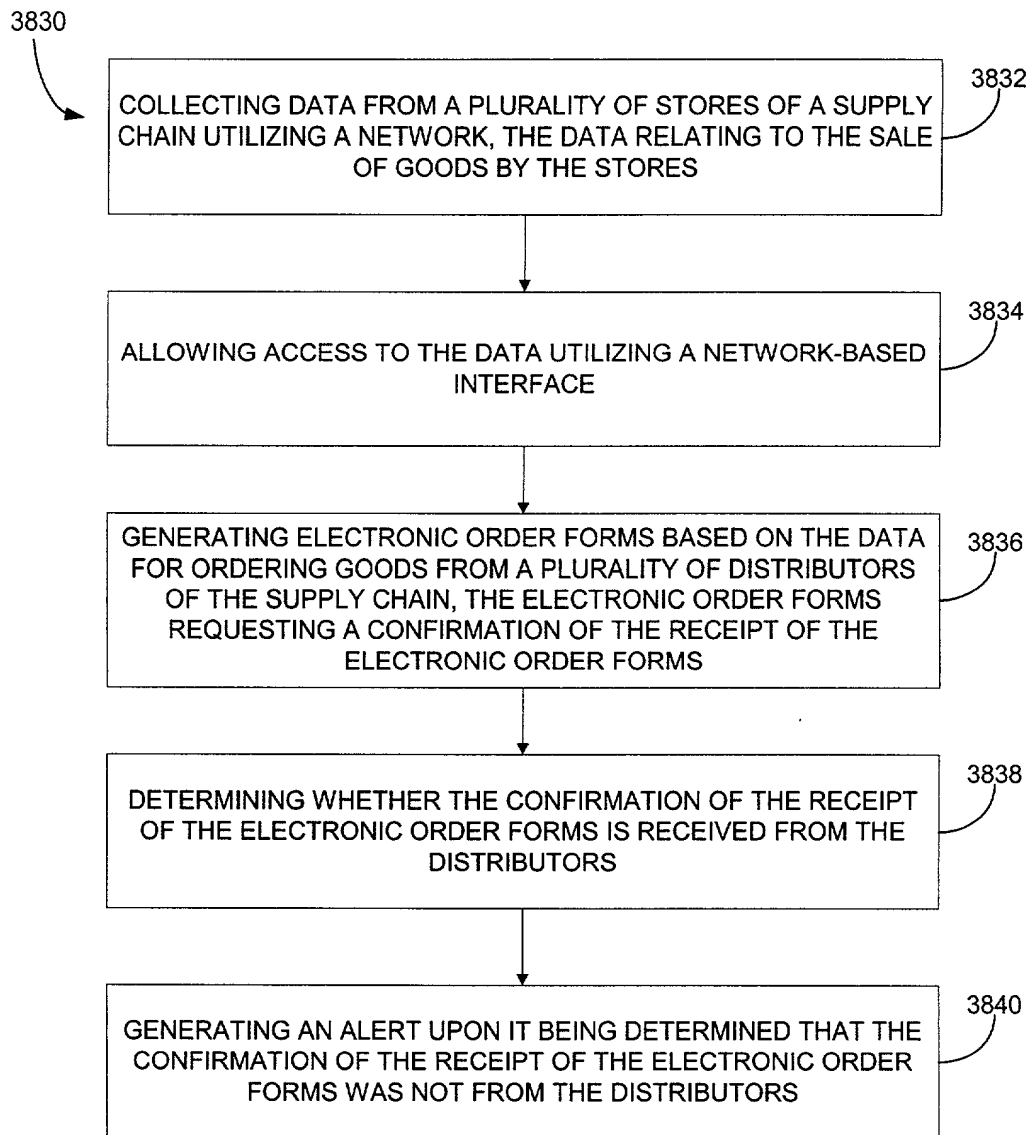 3830
3832
COLLECTING DATA FROM A PLURALITY OF STORES OF A SUPPLY
CHAIN UTILIZING A NETWORK, THE DATA RELATING TO THE SALE
OF GOODS BY THE STORES
3834
ALLOWING ACCESS TO THE DATA UTILIZING A NETWORK-BASED
INTERFACE
3836
GENERATING ELECTRONIC ORDER FORMS BASED ON THE DATA
FOR ORDERING GOODS FROM A PLURALITY OF DISTRIBUTORS
OF THE SUPPLY CHAIN, THE ELECTRONIC ORDER FORMS
REQUESTING A CONFIRMATION OF THE RECEIPT OF THE
ELECTRONIC ORDER FORMS
3838
DETERMINING WHETHER THE CONFIRMATION OF THE RECEIPT
OF THE ELECTRONIC ORDER FORMS IS RECEIVED FROM THE
DISTRIBUTORS
3840
GENERATING AN ALERT UPON IT BEING DETERMINED THAT THE
CONFIRMATION OF THE RECEIPT OF THE ELECTRONIC ORDER
FORMS WAS NOT FROM THE DISTRIBUTORS